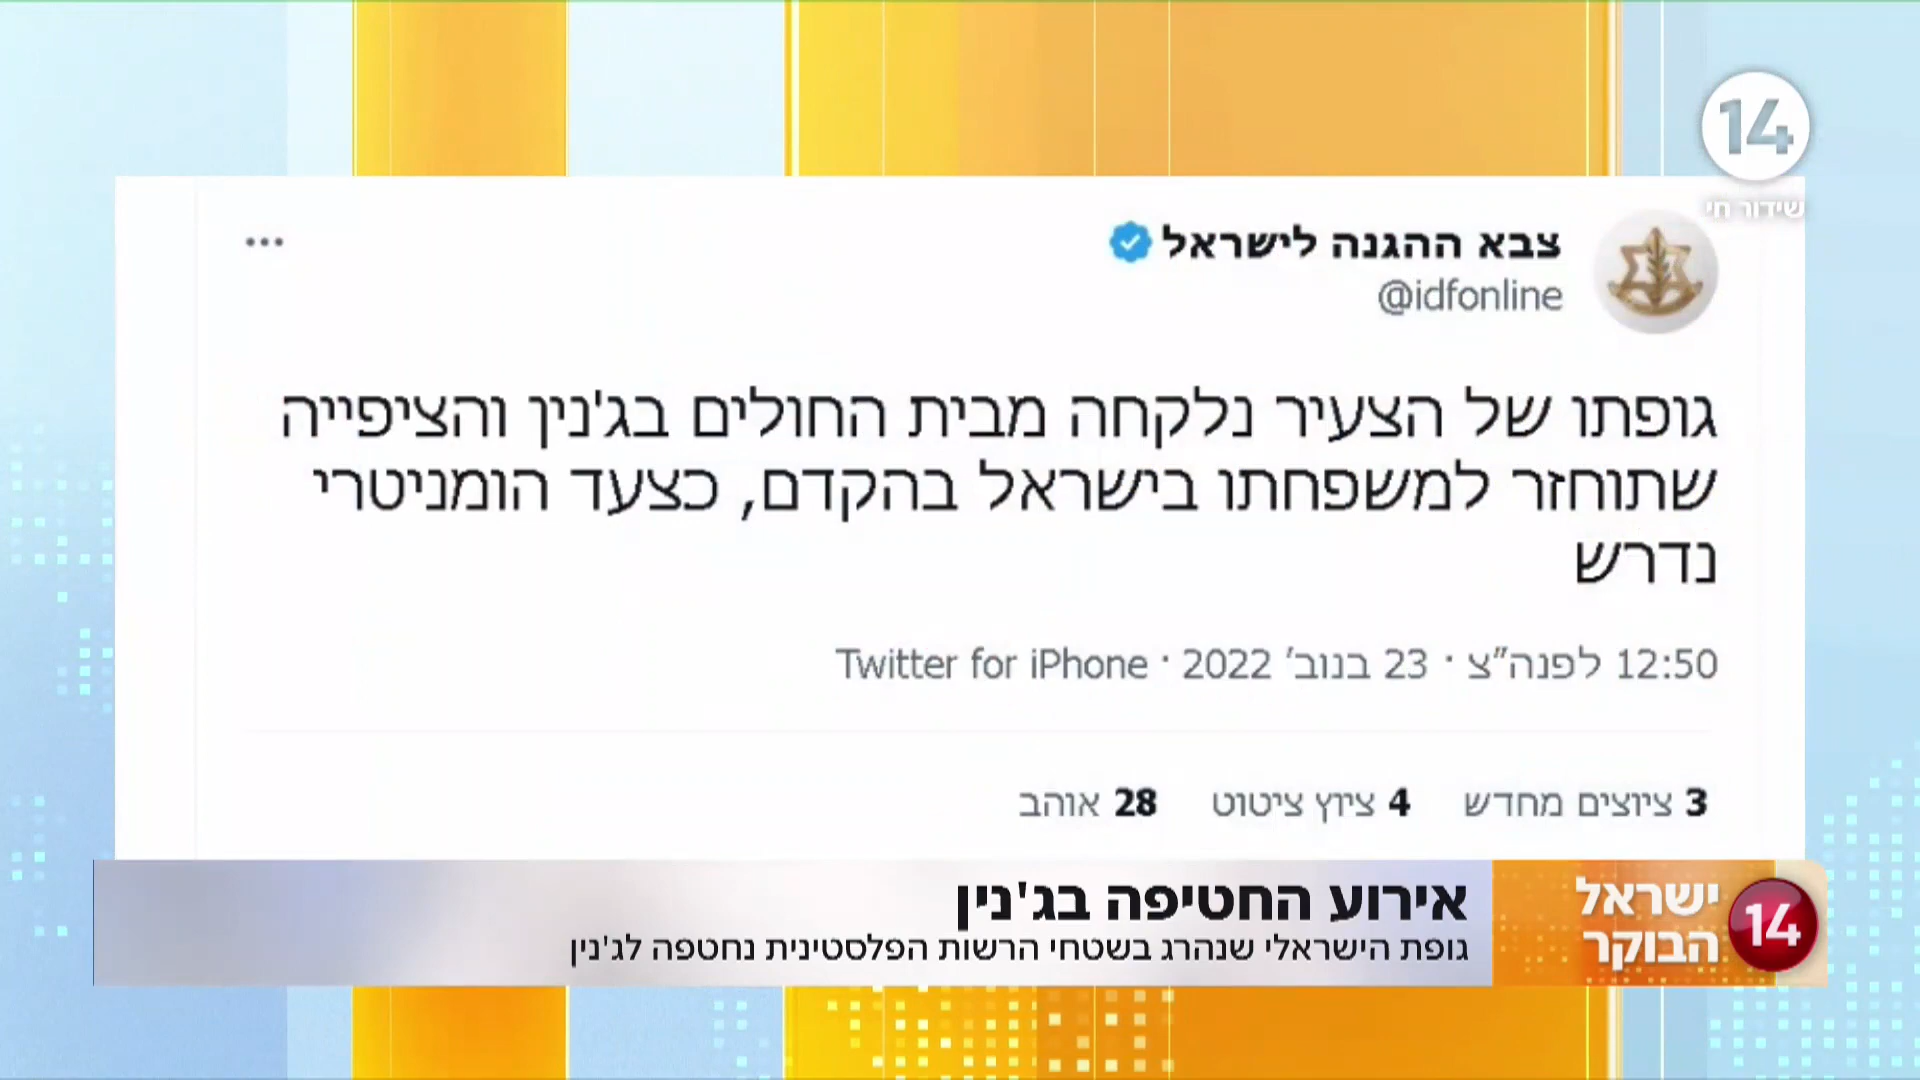 14
שידור חי
צבא ההגנה לישראל
@idfonline
גופתו של הצעיר נלקחה מבית החולים בג'נין והציפייה
שתוחזר למשפחתו בישראל בהקדם, כצעד הומניטרי
נדרש
12:50 לפנה"צ · 23 בנוב' 2022 · Twitter for iPhone
3 ציוצים מחדש 4 ציוץ ציטוט 28 אוהב
אירוע החטיפה בג'נין
גופת הישראלי שנהרג בשטחי הרשות הפלסטינית נחטפה לג'נין
14
ישראל
הבוקר